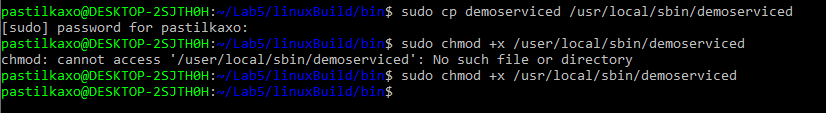 pastilkaxo@DESKTOP-2SJTH0H:~/Lab5/linuxBuild/bin$ sudo cp demoserviced /usr/local/sbin/demoserviced
[sudo] password for pastilkaxo:
pastilkaxo@DESKTOP-2SJTH0H:~/Lab5/linuxBuild/bin$ sudo chmod +x /user/local/sbin/demoserviced
chmod: cannot access '/user/local/sbin/demoserviced': No such file or directory
pastilkaxo@DESKTOP-2SJTH0H:~/Lab5/linuxBuild/bin$ sudo chmod +x /usr/local/sbin/demoserviced
pastilkaxo@DESKTOP-2SJTH0H:~/Lab5/linuxBuild/bin$